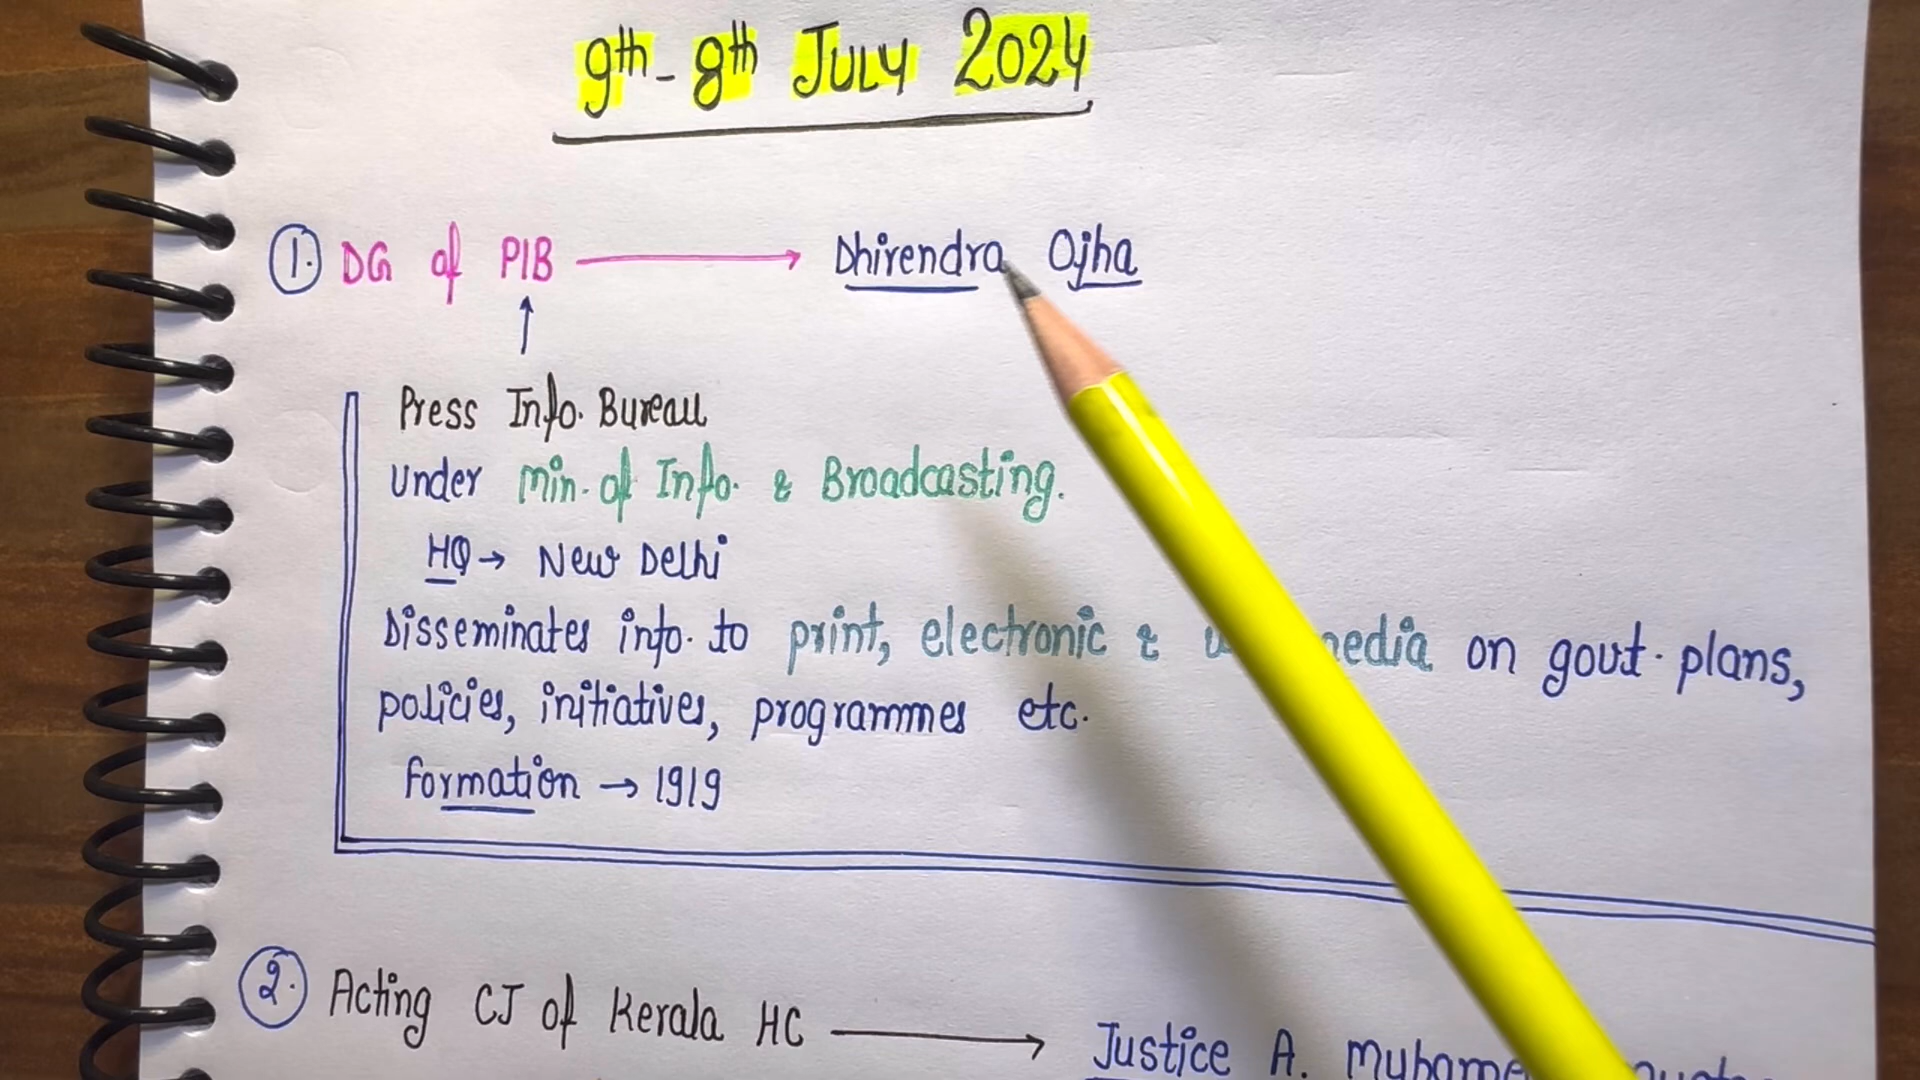 9th - 8th JULY 2024
1. DG of PIB → Dhirendra Ojha
↑
Press Info. Bureau
Under Min. of Info. & Broadcasting.
HQ → New Delhi
Disseminates info. to print, electronic & on govt. plans,
policies, initiatives, programmes etc.
Formation → 1919
2. Acting CJ of Kerala HC → Justice A.